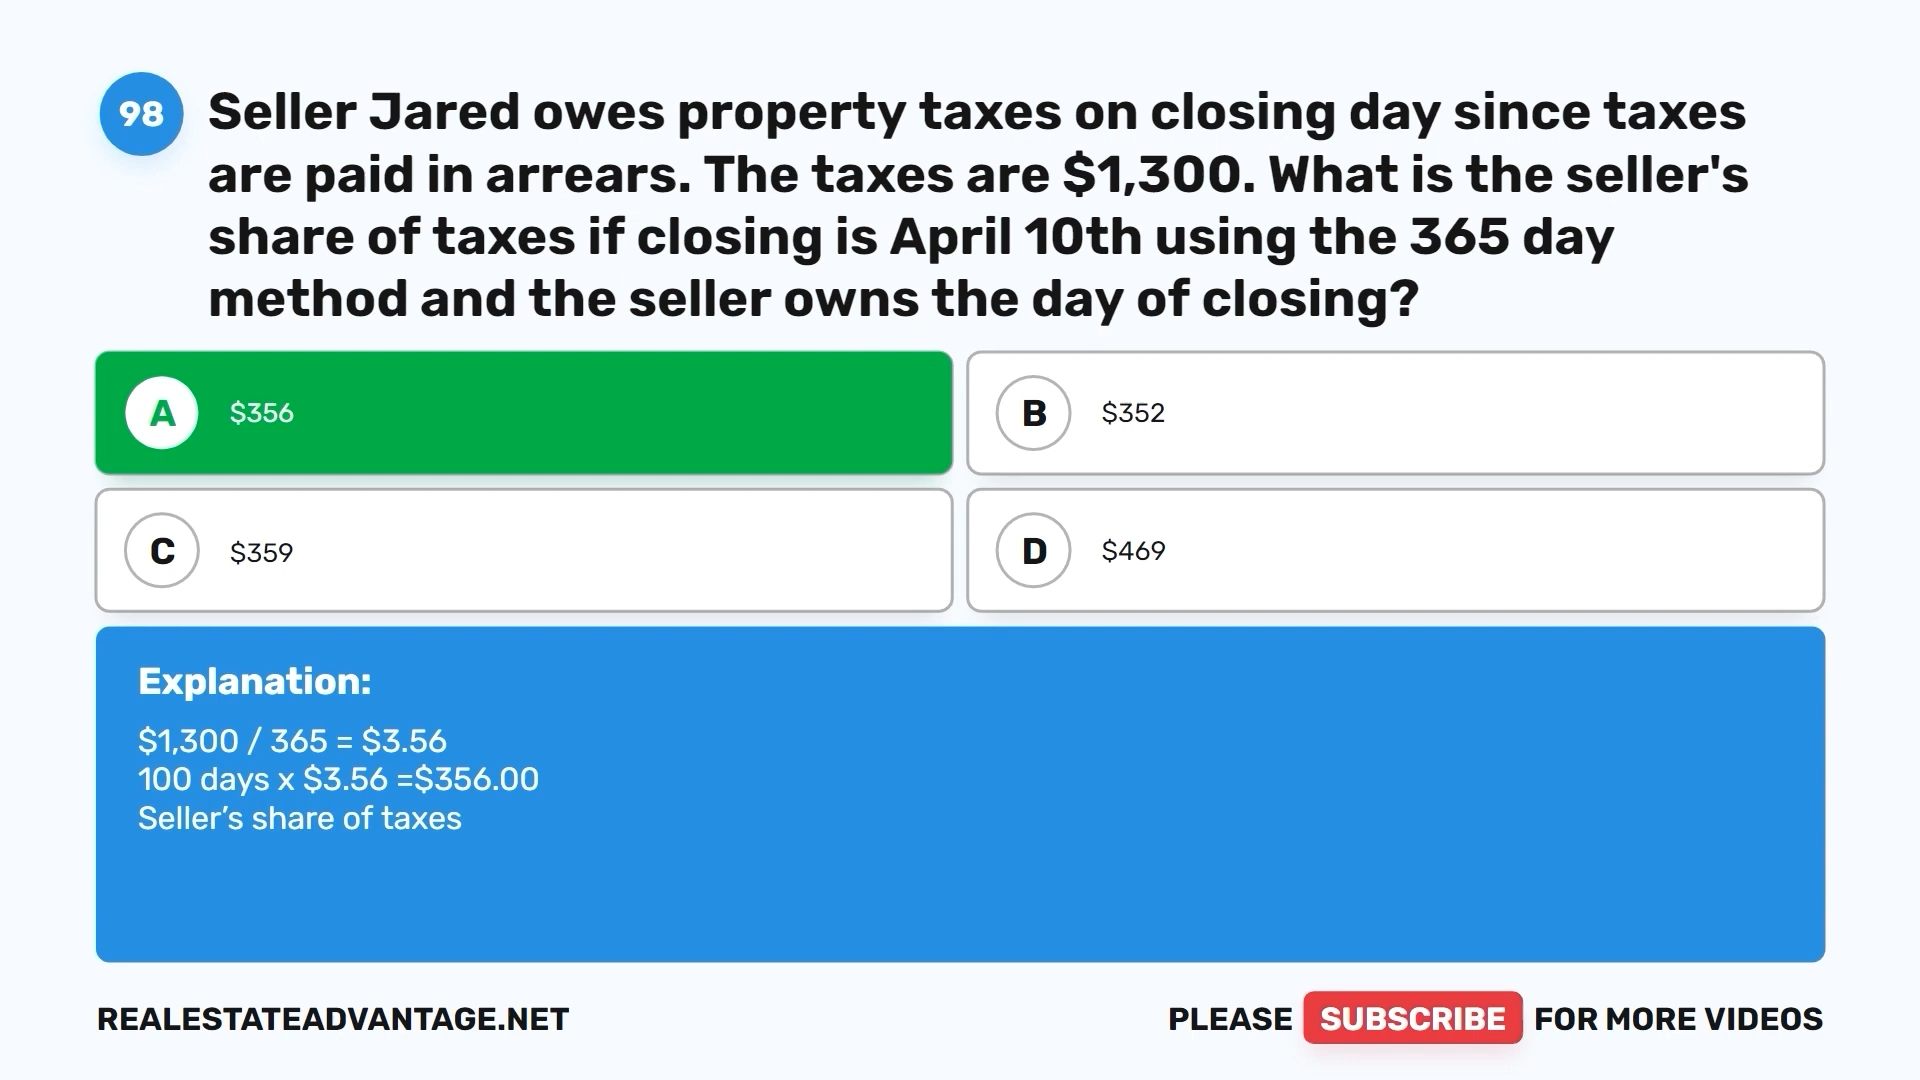 98
Seller Jared owes property taxes on closing day since taxes
are paid in arrears. The taxes are $1,300. What is the seller's
share of taxes if closing is April 10th using the 365 day
method and the seller owns the day of closing?
A $356
B $352
C $359
D $469
Explanation:
$1,300 / 365 = $3.56
100 days x $3.56 =$356.00
Seller’s share of taxes
REALESTATEADVANTAGE.NET
PLEASE SUBSCRIBE FOR MORE VIDEOS